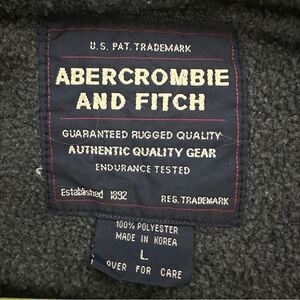 U.S. PAT. TRADEMARK
ABERCROMBIE
AND FITCH
GUARANTEED RUGGED QUALITY
AUTHENTIC QUALITY GEAR
ENDURANCE TESTED
Established 1892 REG. TRADEMARK
100% POLYESTER
MADE IN KOREA
L
OVER FOR CARE